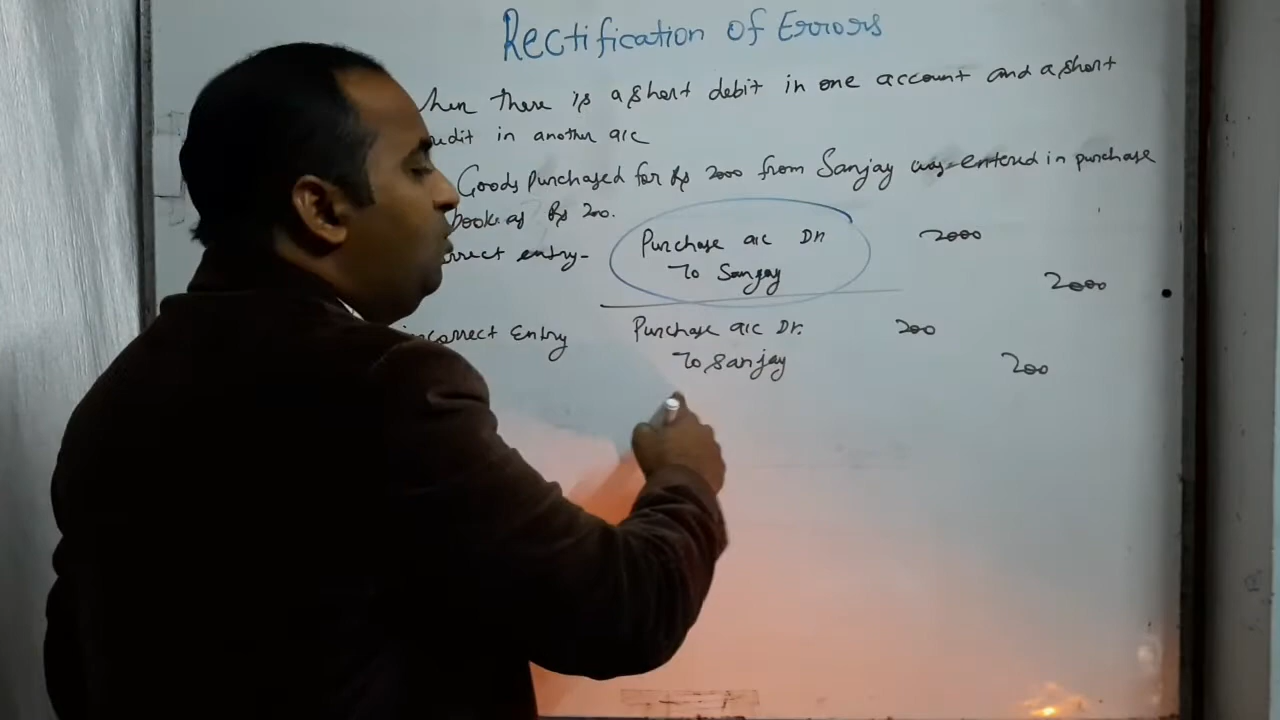 Rectification of Errors
hen there is a short debit in one account and a short
edit in another a/c
Goods purchased for Rs 2000 from Sanjay was entered in purchase
book as Rs 200.
rrect entry- Purchase a/c Dr 2000
To Sanjay 2000
incorrect Entry Purchase a/c Dr. 200
To Sanjay 200